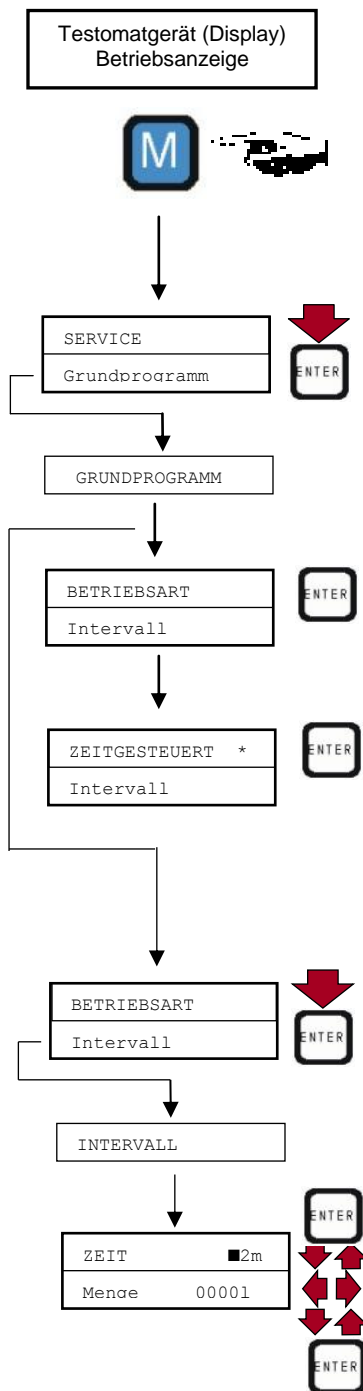 Testomatgerät (Display)
Betriebsanzeige
M
SERVICE
ENTER
Grundprogramm
GRUNDPROGRAMM
BETRIEBSART
ENTER
Intervall
ZEITGESTEUERT *
ENTER
Intervall
BETRIEBSART
ENTER
Intervall
INTERVALL
ENTER
ZEIT ■2m
Menge 0000l
ENTER